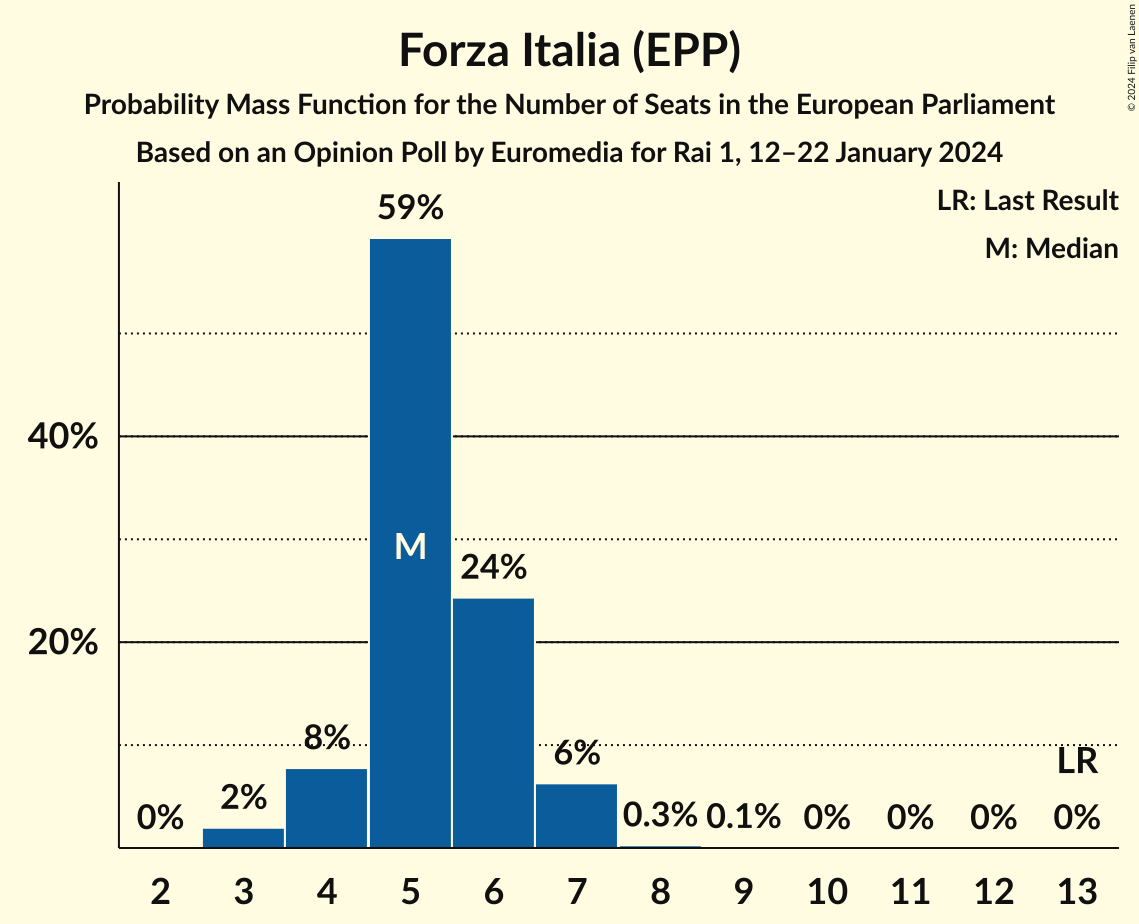 Forza Italia (EPP)
Probability Mass Function for the Number of Seats in the European Parliament
Based on an Opinion Poll by Euromedia for Rai 1, 12–22 January 2024
© 2024 Filip van Laenen
LR: Last Result
M: Median
59%
40%
M
24%
20%
8%
6%
LR
0% 2% 0.3% 0.1% 0% 0% 0% 0%
2 3 4 5 6 7 8 9 10 11 12 13